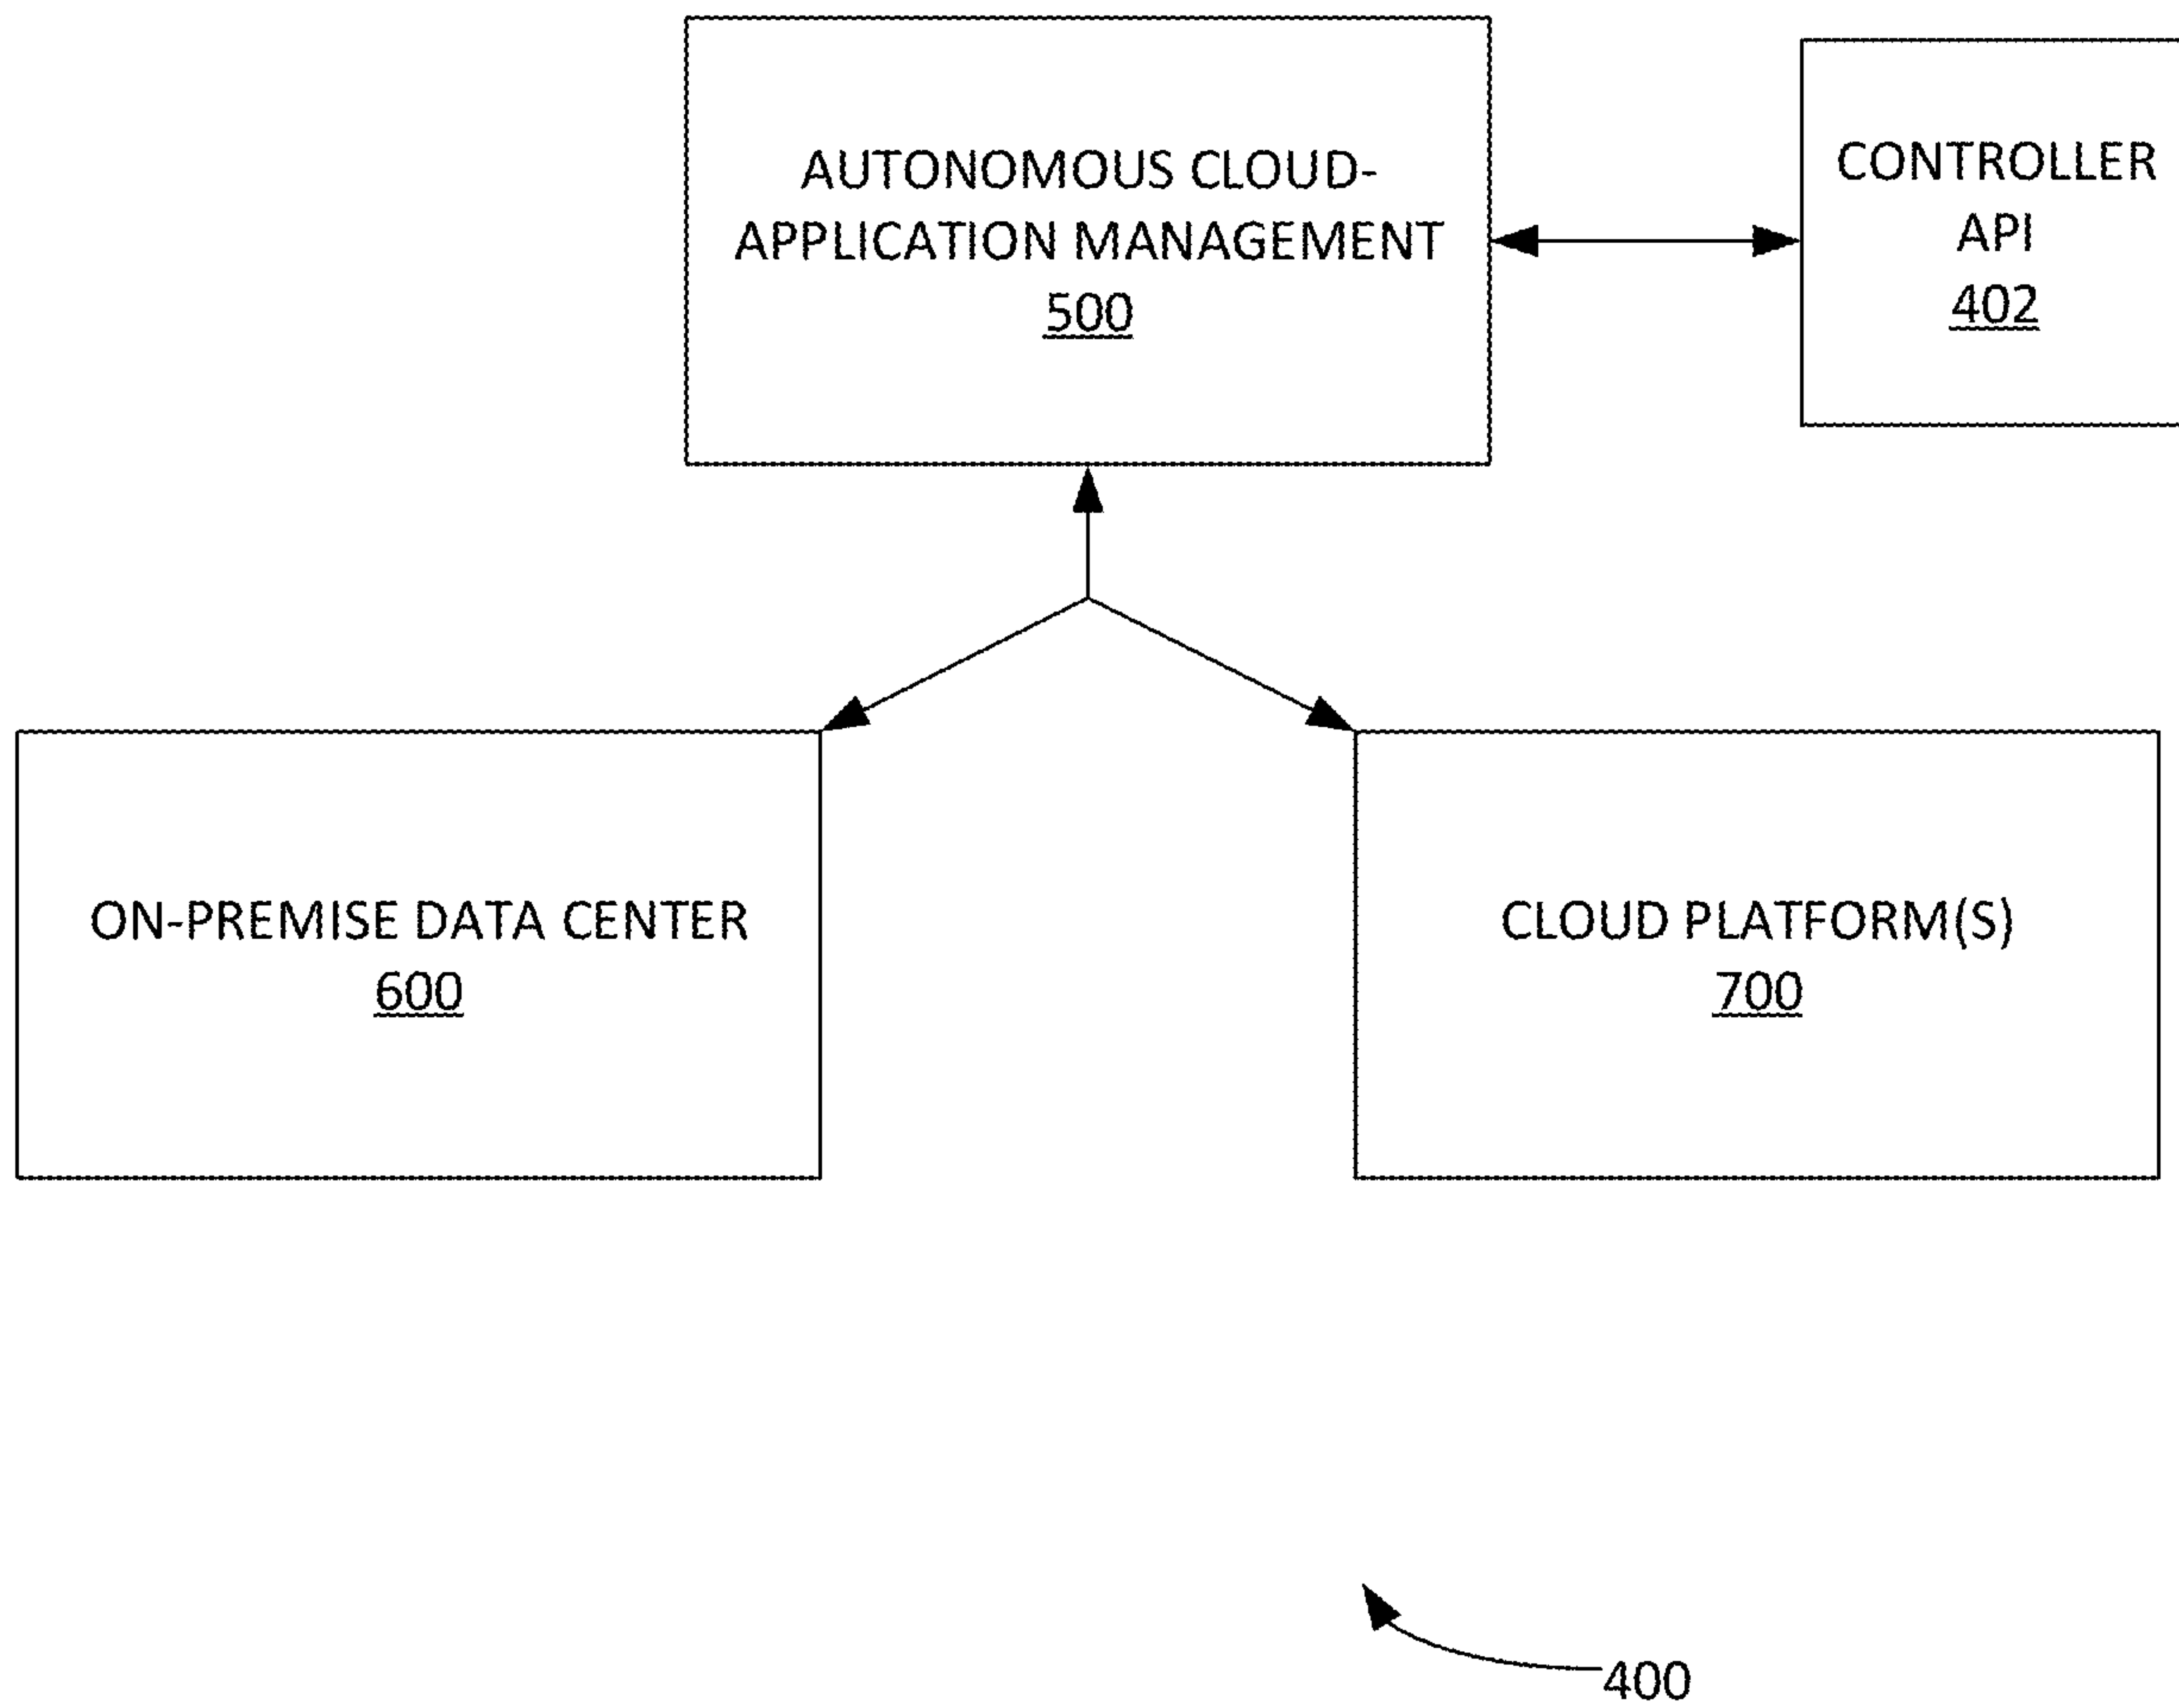 AUTONOMOUS CLOUD-
APPLICATION MANAGEMENT
500
CONTROLLER
API
402
ON-PREMISE DATA CENTER
600
CLOUD PLATFORM(S)
700
400